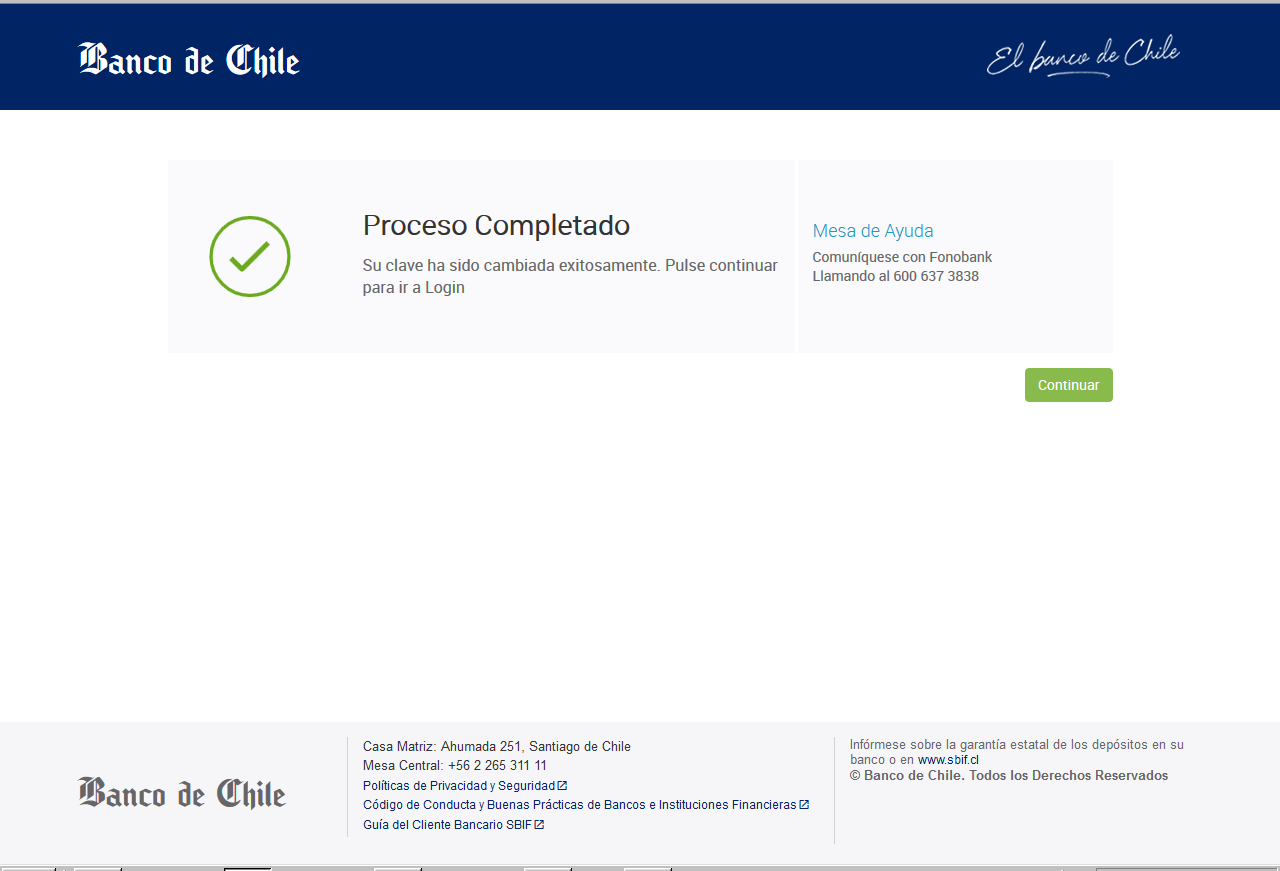 Banco de Chile
El banco de Chile
Proceso Completado
Su clave ha sido cambiada exitosamente. Pulse continuar
para ir a Login
Mesa de Ayuda
Comuníquese con Fonobank
Llamando al 600 637 3838
Continuar
Banco de Chile
Casa Matriz: Ahumada 251, Santiago de Chile
Mesa Central: +56 2 265 311 11
Políticas de Privacidad y Seguridad
Código de Conducta y Buenas Prácticas de Bancos e Instituciones Financieras
Guía del Cliente Bancario SBIF
Infórmese sobre la garantía estatal de los depósitos en su
banco o en www.sbif.cl
© Banco de Chile. Todos los Derechos Reservados